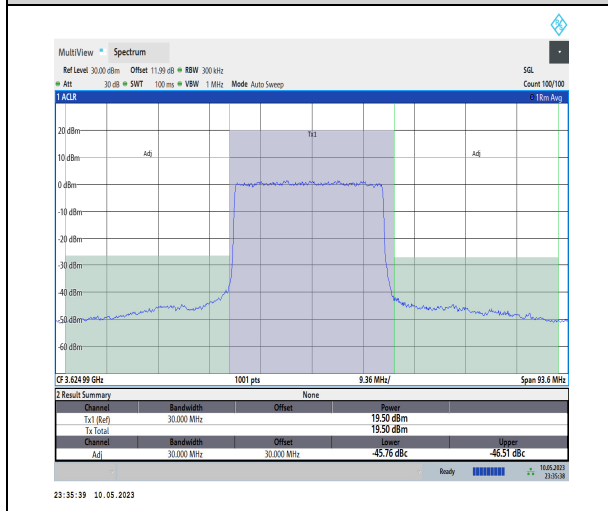 MultiView Spectrum
Ref Level 30.00 dBm Offset 11.99 dB RBW 300 kHz SGL
Att 30 dB SWT 100 ms VBW 1 MHz Mode Auto Sweep Count 100/100
1 ACLR 1Rm Avg
Tx1
20 dBm
Adj Adj
10 dBm
0 dBm
-10 dBm
-20 dBm
-30 dBm
-40 dBm
-50 dBm
-60 dBm
CF 3.624 99 GHz 1001 pts 9.36 MHz/ Span 93.6 MHz
2 Result Summary None
Channel Bandwidth Offset Power
Tx1 (Ref) 30.000 MHz 19.50 dBm
Tx Total 19.50 dBm
Channel Bandwidth Offset Lower Upper
Adj 30.000 MHz 30.000 MHz -45.76 dBc -46.51 dBc
Ready 10.05.2023
23:35:38
23:35:39 10.05.2023